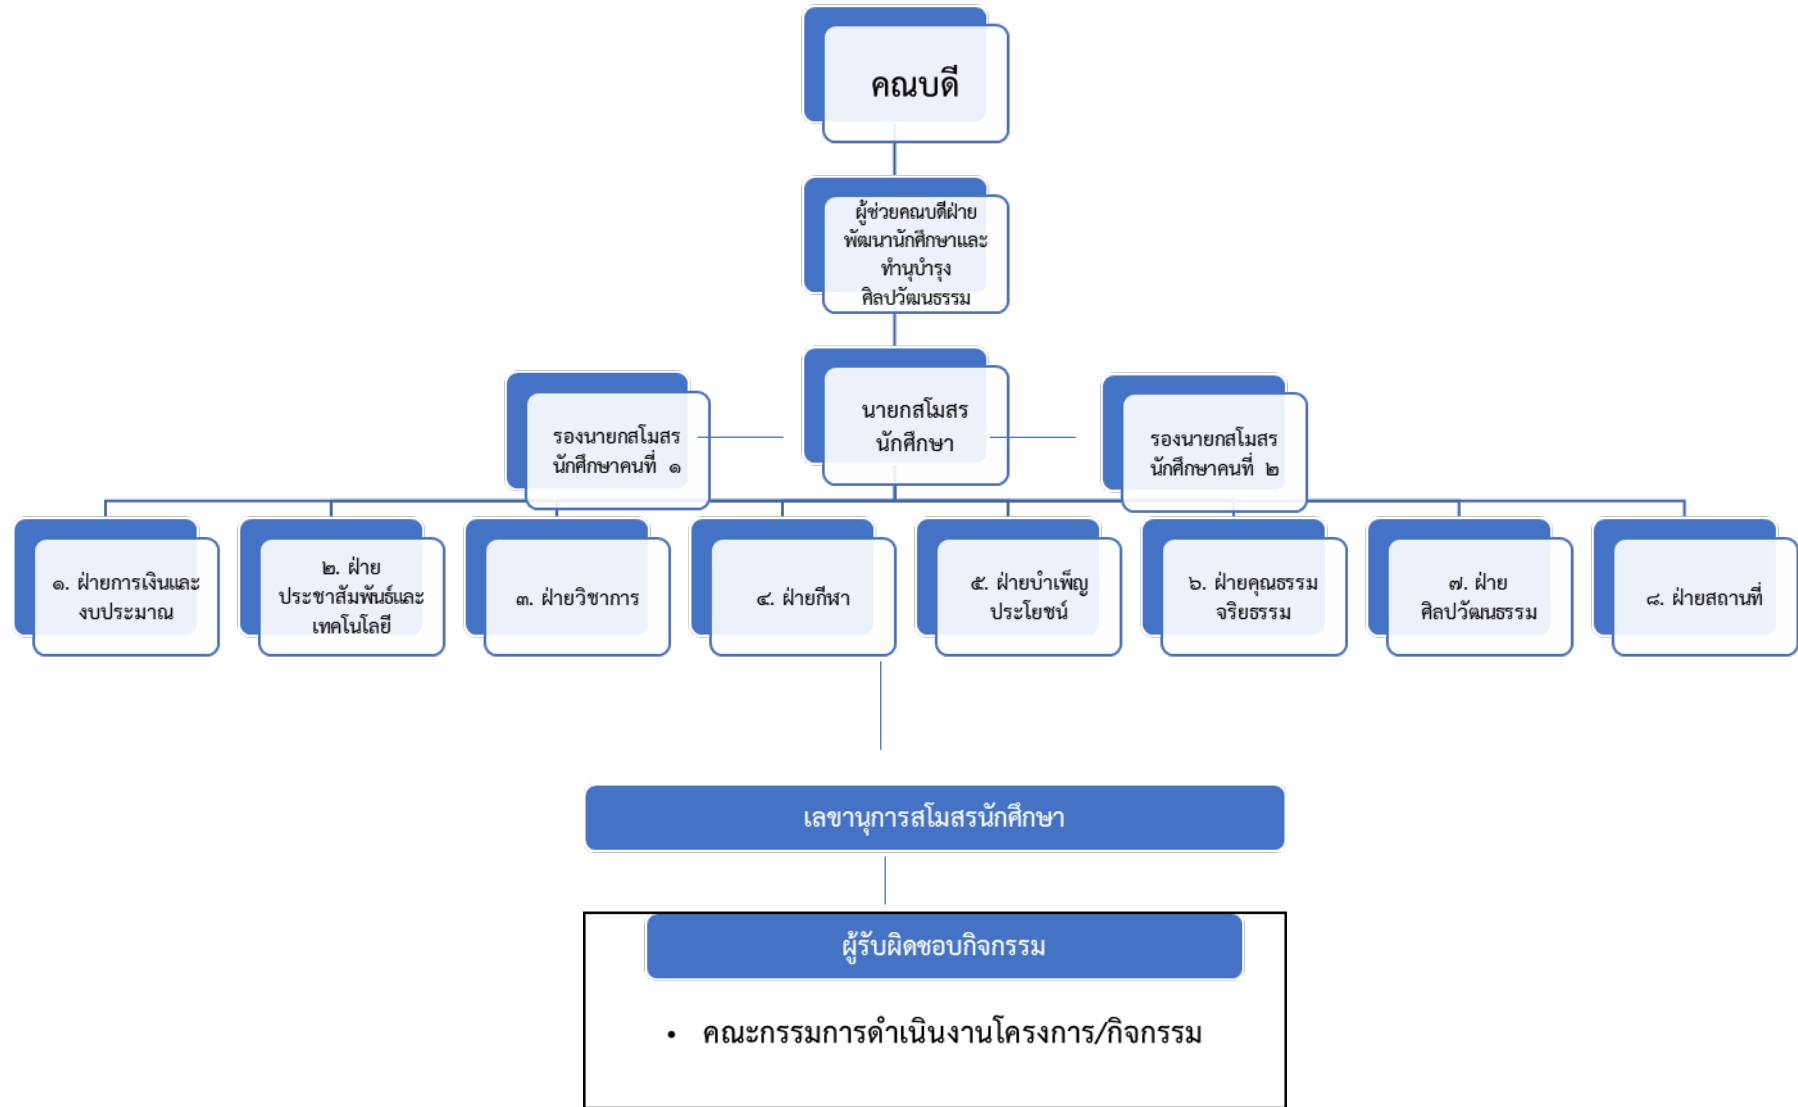 คณบดี
ผู้ช่วยคณบดีฝ่าย
พัฒนานักศึกษาและ
ทำนุบำรุง
ศิลปวัฒนธรรม
นายกสโมสร
นักศึกษา
รองนายกสโมสร
นักศึกษาคนที่ ๑
รองนายกสโมสร
นักศึกษาคนที่ ๒
๑. ฝ่ายการเงินและ
งบประมาณ
๒. ฝ่าย
ประชาสัมพันธ์และ
เทคโนโลยี
๓. ฝ่ายวิชาการ
๔. ฝ่ายกีฬา
๕. ฝ่ายบำเพ็ญ
ประโยชน์
๖. ฝ่ายคุณธรรม
จริยธรรม
๗. ฝ่าย
ศิลปวัฒนธรรม
๘. ฝ่ายสถานที่
เลขานุการสโมสรนักศึกษา
ผู้รับผิดชอบกิจกรรม
• คณะกรรมการดำเนินงานโครงการ/กิจกรรม